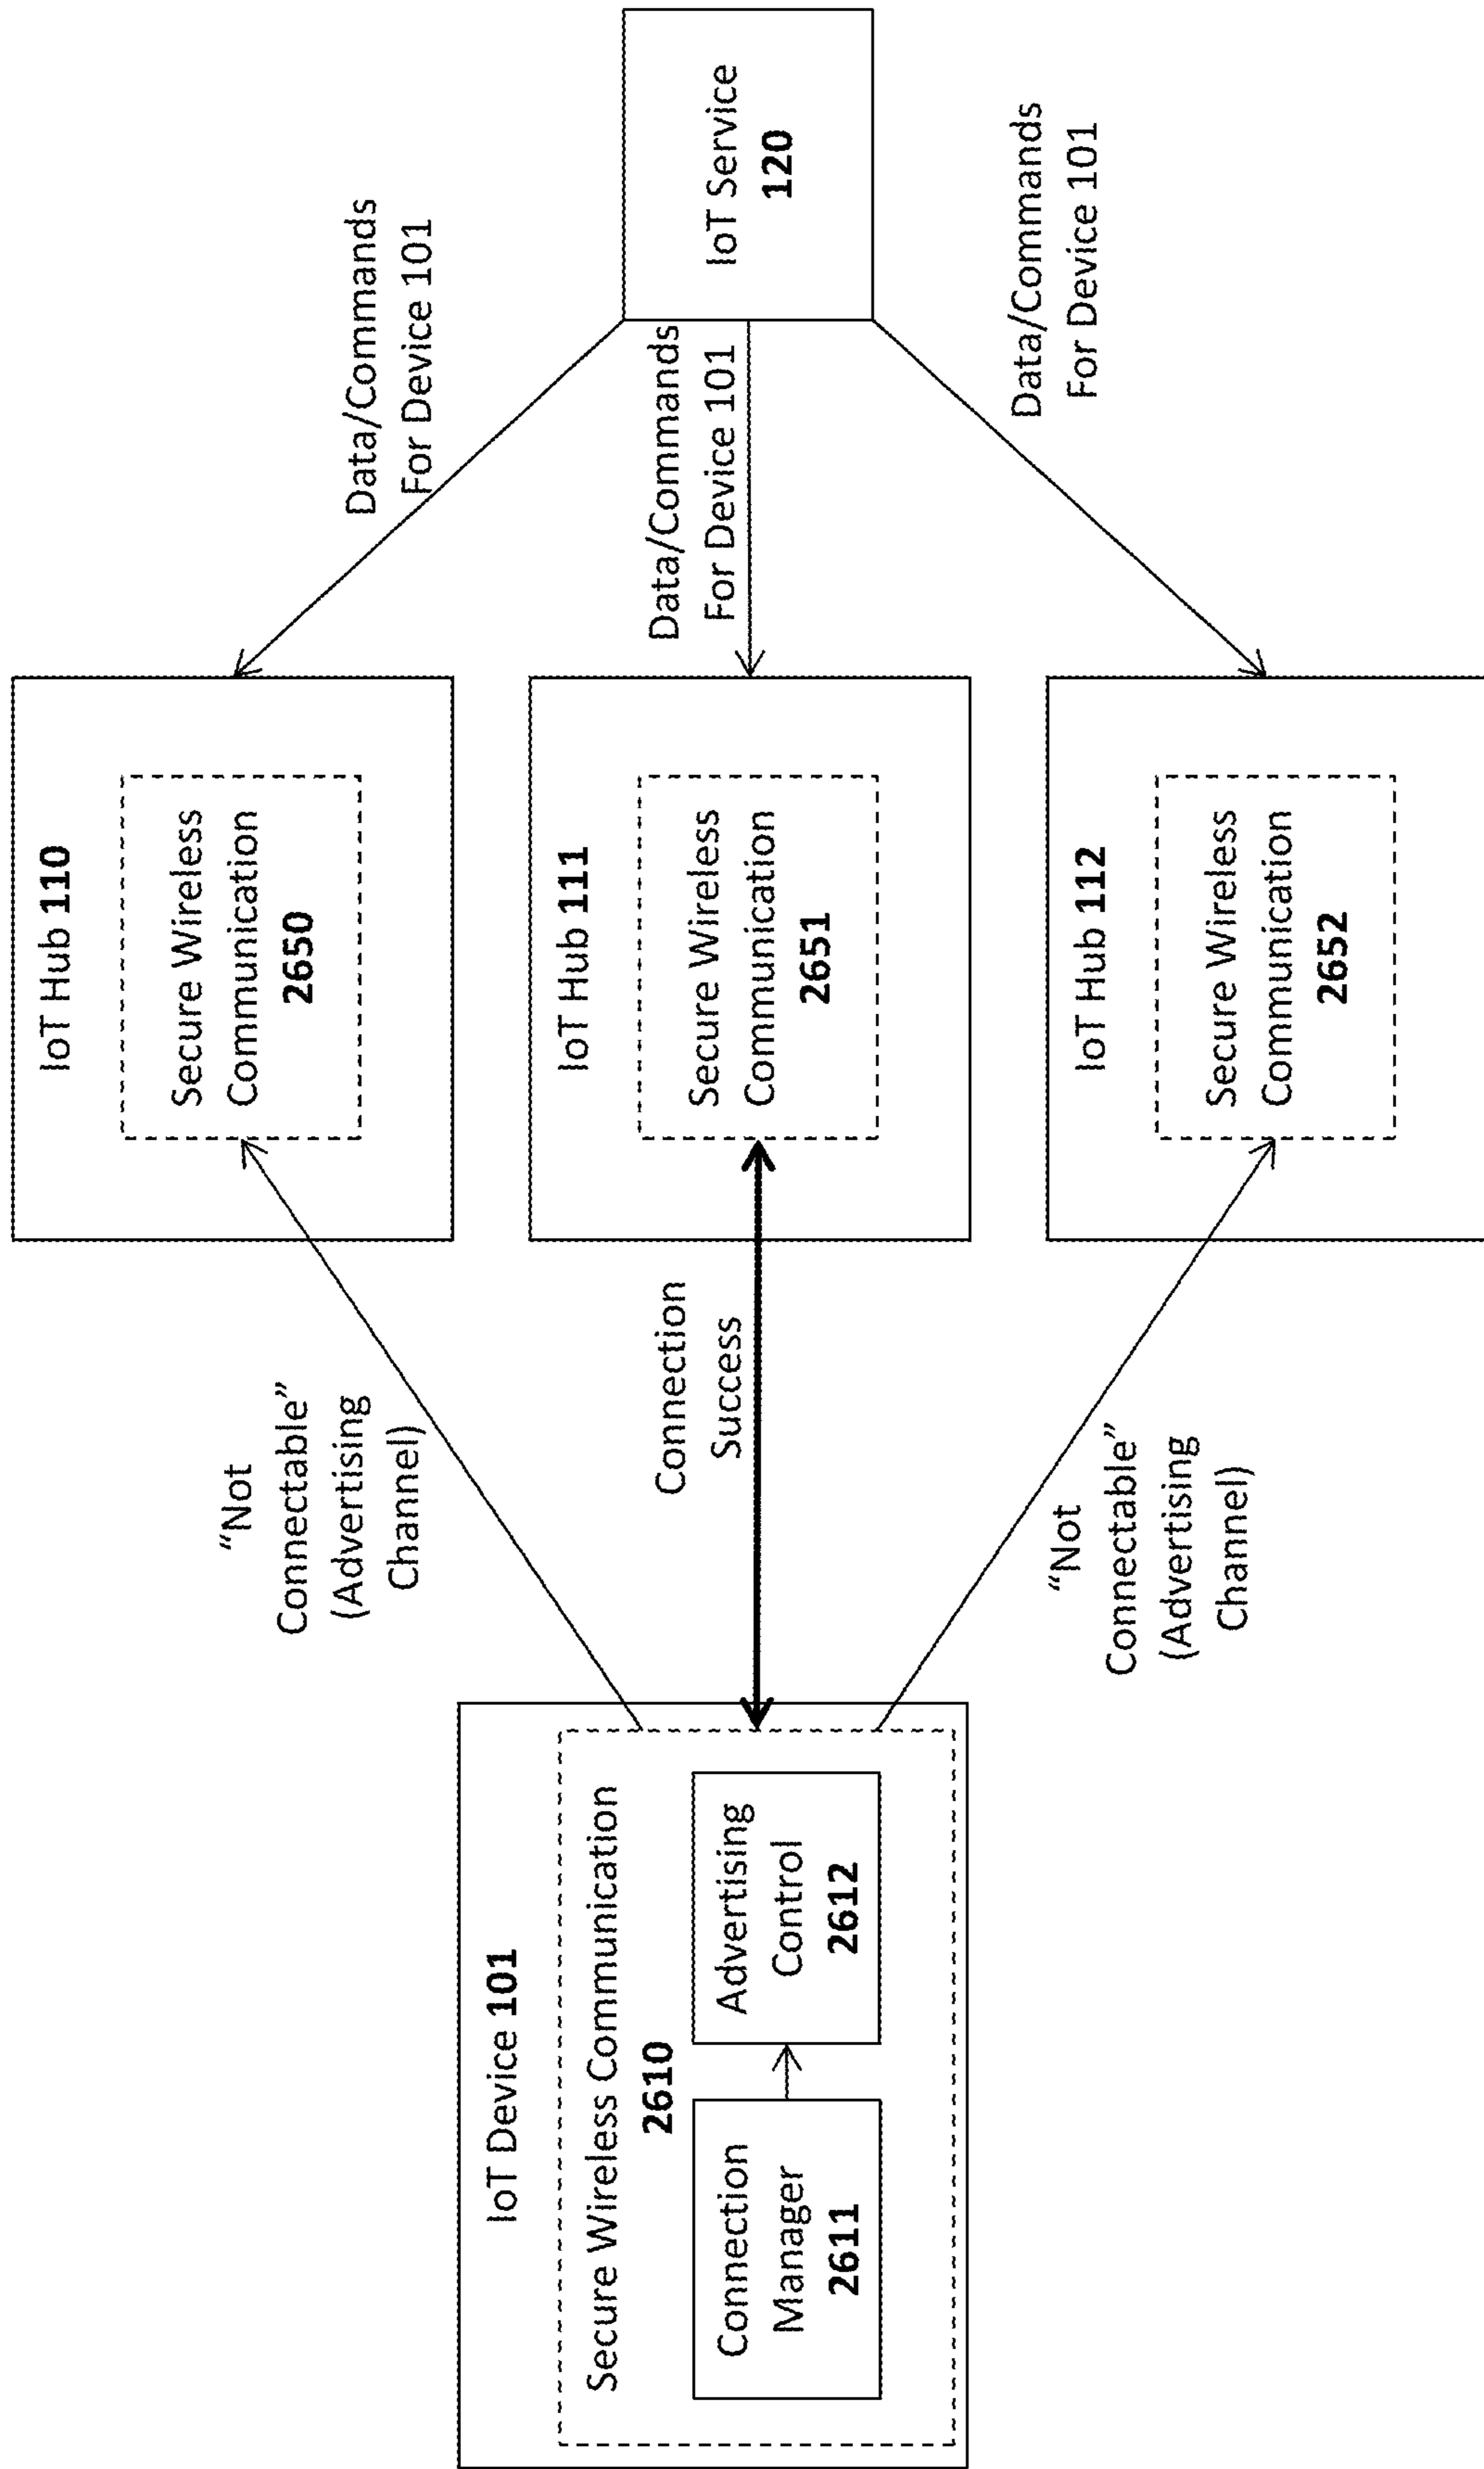 IoT Device 101
Secure Wireless Communication
2610
Connection
Manager
2611
Advertising
Control
2612
"Not
Connectable"
(Advertising
Channel)
Connection
Success
"Not
Connectable"
(Advertising
Channel)
IoT Hub 110
Secure Wireless
Communication
2650
IoT Hub 111
Secure Wireless
Communication
2651
IoT Hub 112
Secure Wireless
Communication
2652
Data/Commands
For Device 101
Data/Commands
For Device 101
Data/Commands
For Device 101
IoT Service
120